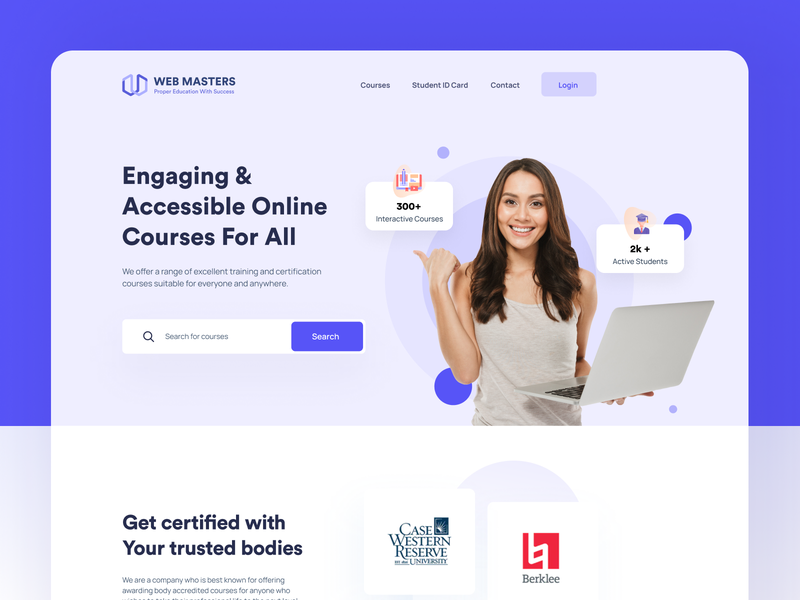 WEB MASTERS
Proper Education With Success
Courses
Student ID Card
Contact
Login
Engaging &
Accessible Online
Courses For All
We offer a range of excellent training and certification
courses suitable for everyone and anywhere.
Search for courses
Search
300+
Interactive Courses
2k +
Active Students
Get certified with
Your trusted bodies
We are a company who is best known for offering
awarding body accredited courses for anyone who
CASE
WESTERN
RESERVE
UNIVERSITY
Berklee